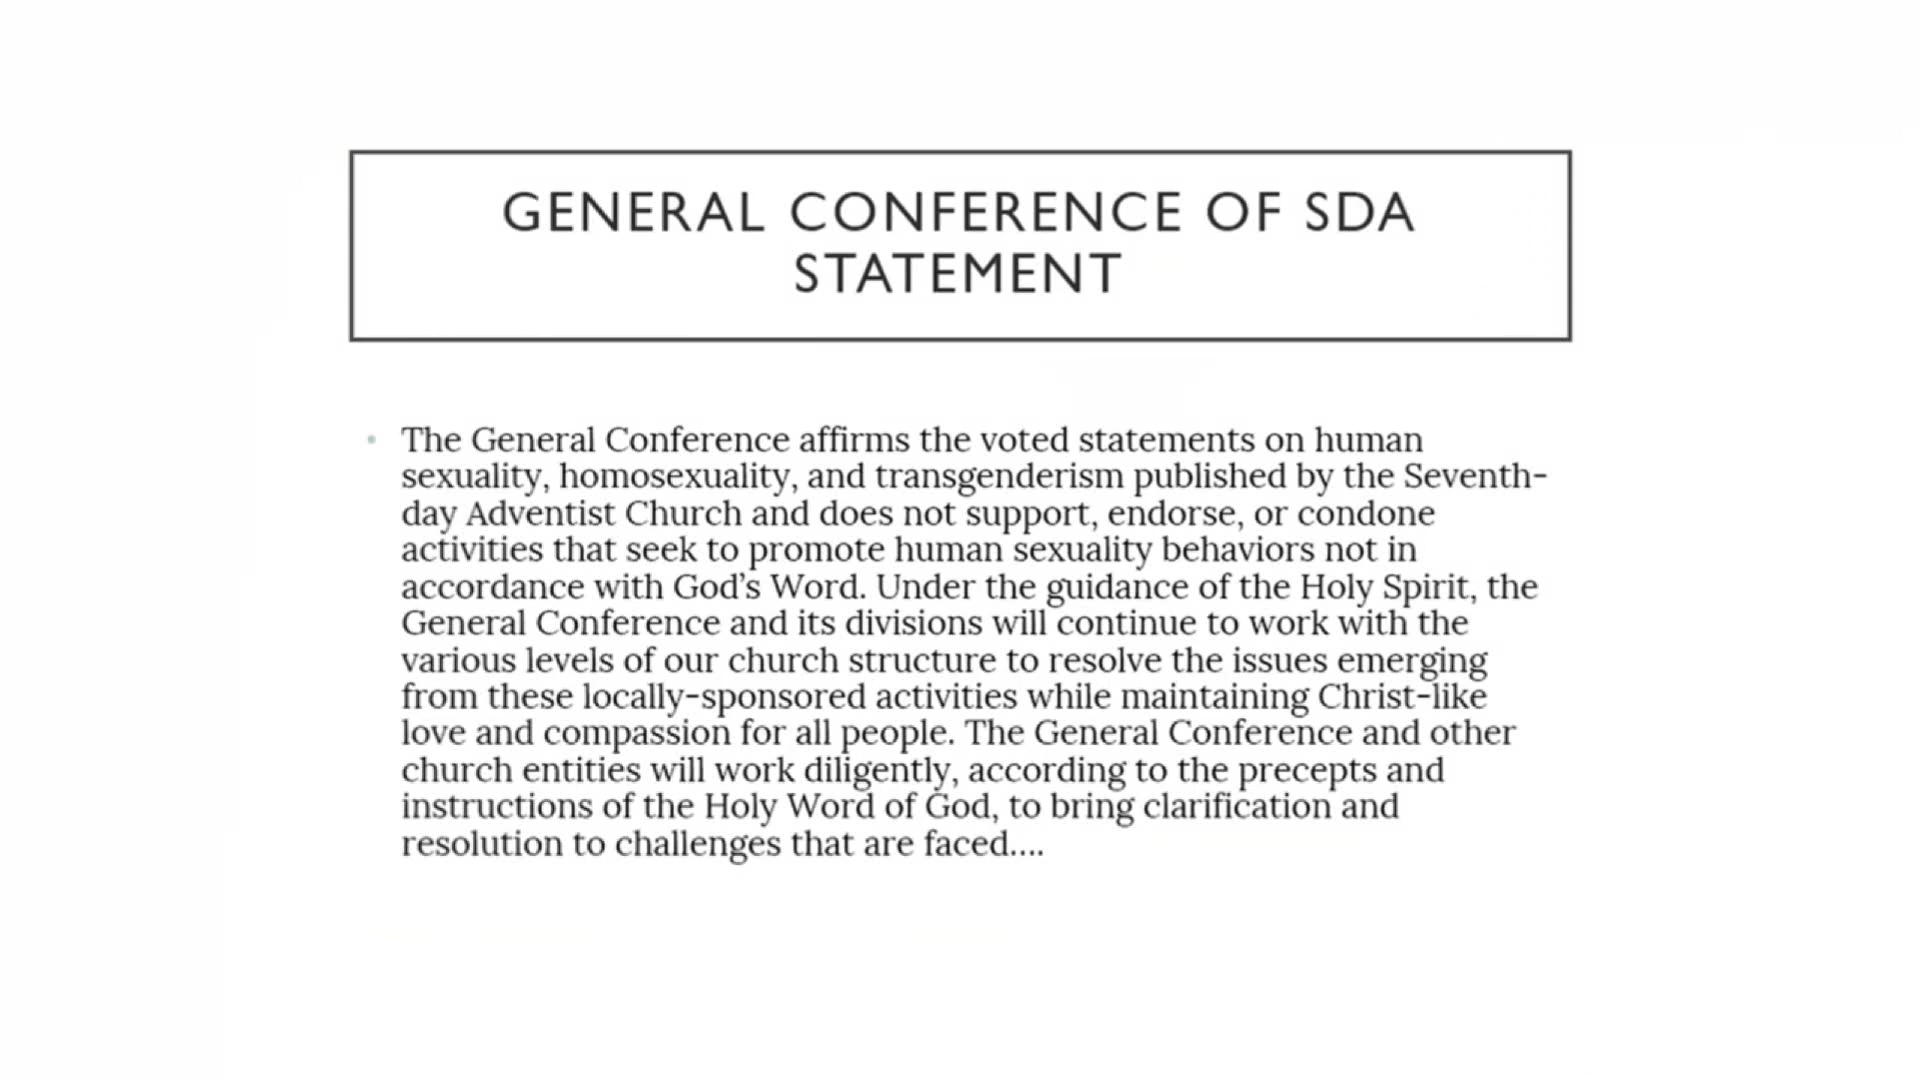 GENERAL CONFERENCE OF SDA
STATEMENT
• The General Conference affirms the voted statements on human
sexuality, homosexuality, and transgenderism published by the Seventh-
day Adventist Church and does not support, endorse, or condone
activities that seek to promote human sexuality behaviors not in
accordance with God’s Word. Under the guidance of the Holy Spirit, the
General Conference and its divisions will continue to work with the
various levels of our church structure to resolve the issues emerging
from these locally-sponsored activities while maintaining Christ-like
love and compassion for all people. The General Conference and other
church entities will work diligently, according to the precepts and
instructions of the Holy Word of God, to bring clarification and
resolution to challenges that are faced....